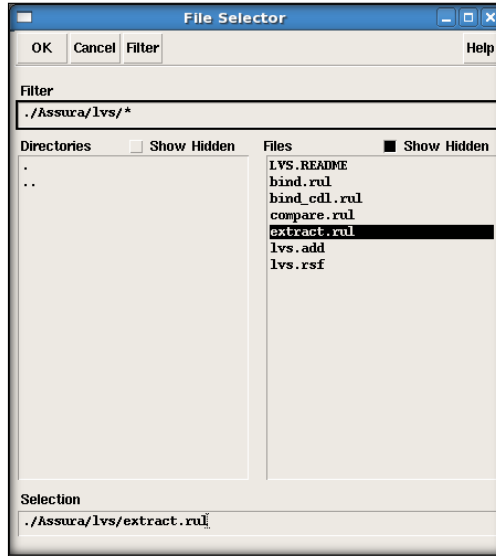 File Selector
OK Cancel Filter Help
Filter
./Assura/lvs/*
Directories Show Hidden Files Show Hidden
.
..
LVS.README
bind.rul
bind_cdl.rul
compare.rul
extract.rul
lvs.add
lvs.rsf
Selection
./Assura/lvs/extract.rul